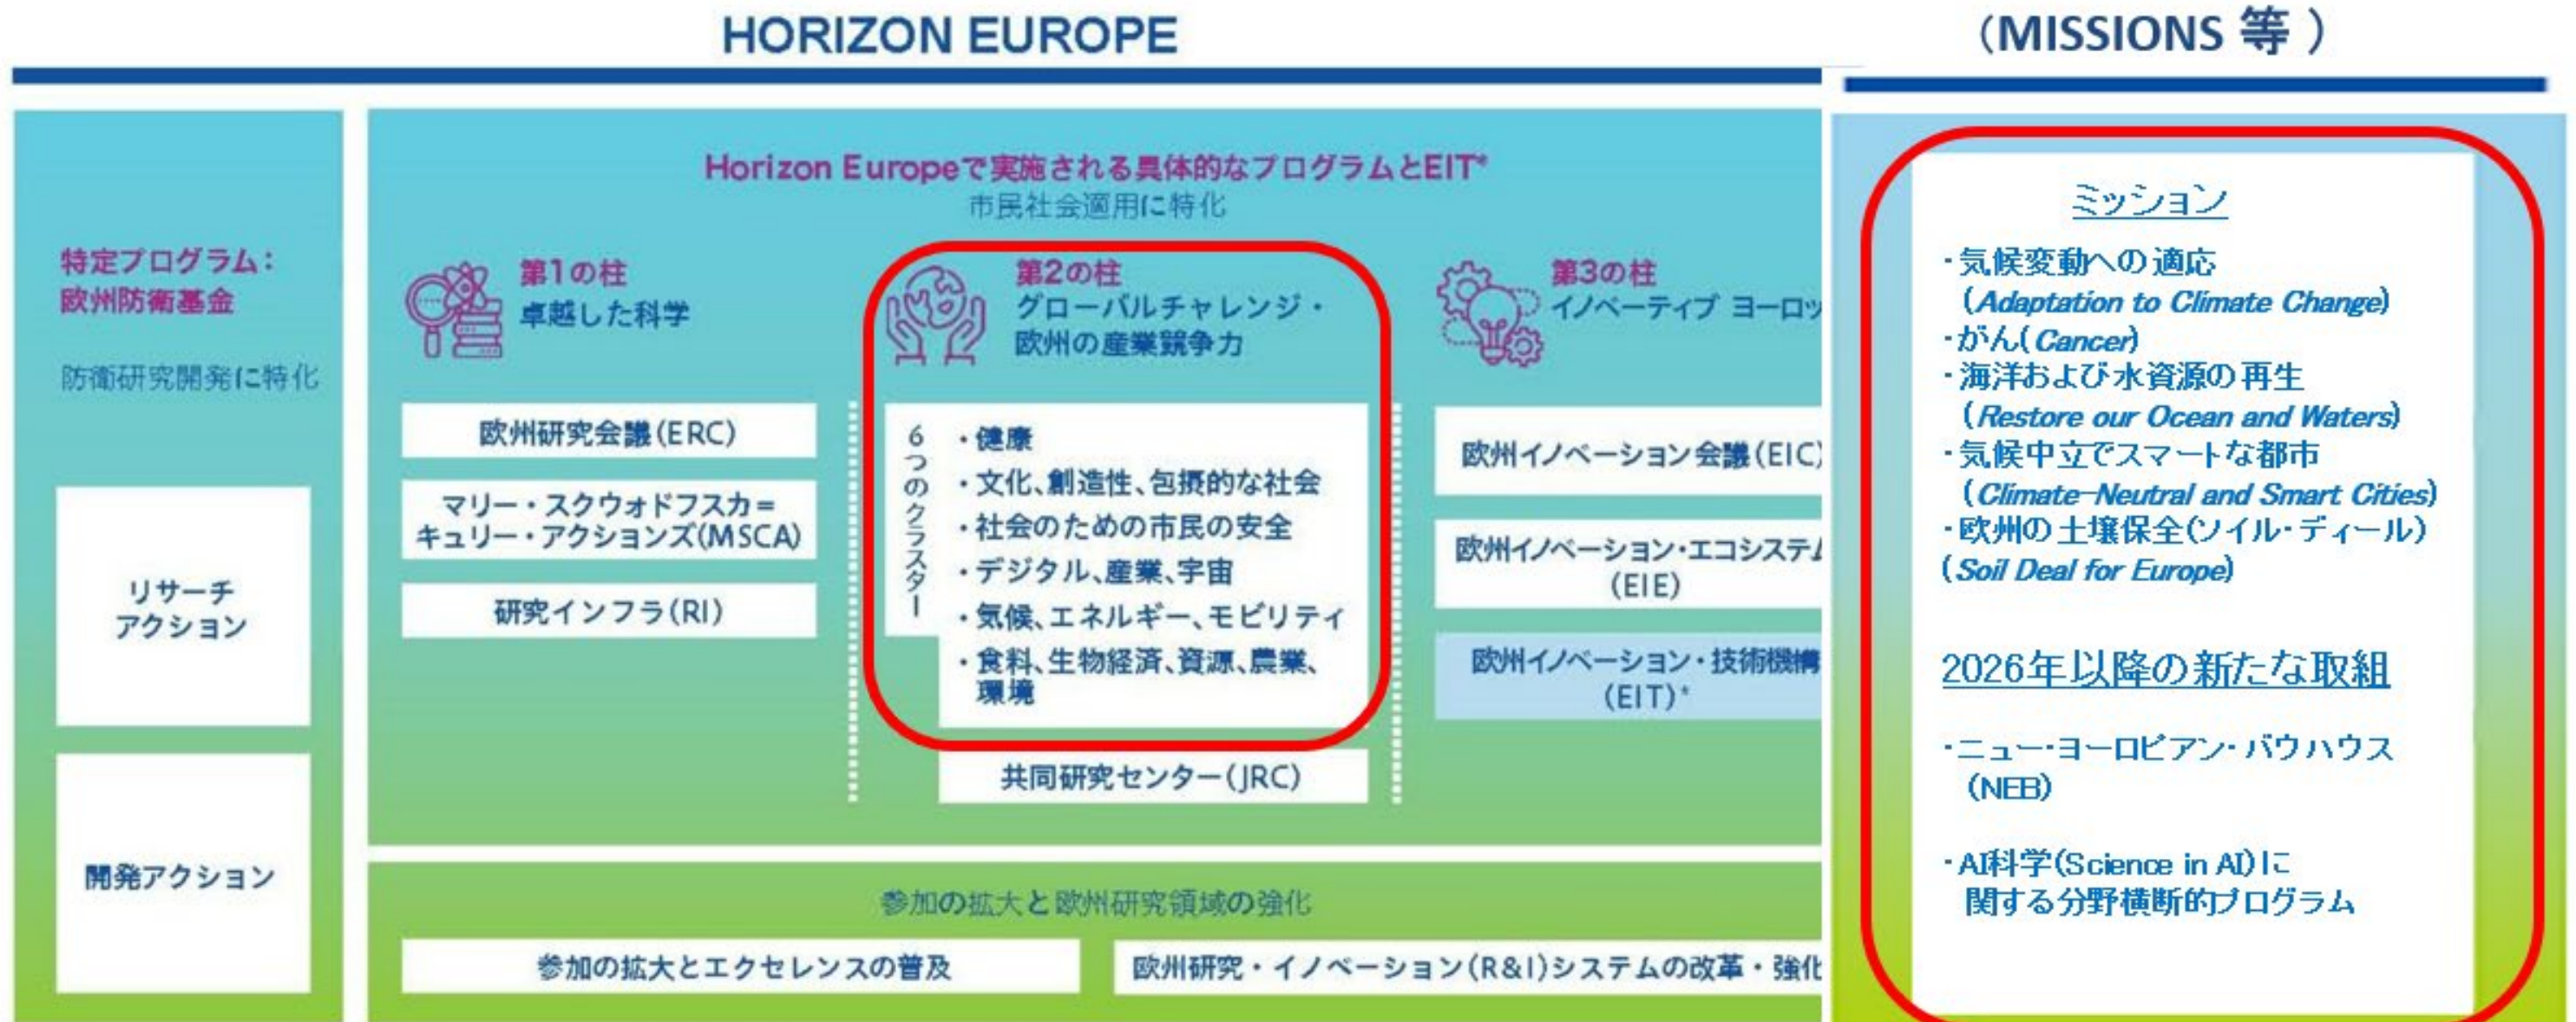 HORIZON EUROPE
(MISSIONS 等 )
特定プログラム:
欧州防衛基金
防衛研究開発に特化
リサーチ
アクション
開発アクション
Horizon Europeで実施される具体的なプログラムとEIT*
市民社会適用に特化
第1の柱
卓越した科学
欧州研究会議(ERC)
マリー・スクウォドフスカ=
キュリー・アクションズ(MSCA)
研究インフラ(RI)
第2の柱
グローバルチャレンジ・
欧州の産業競争力
6つのクラスター
・健康
・文化、創造性、包摂的な社会
・社会のための市民の安全
・デジタル、産業、宇宙
・気候、エネルギー、モビリティ
・食料、生物経済、資源、農業、
環境
共同研究センター(JRC)
第3の柱
イノベーティブ ヨーロッ
欧州イノベーション会議(EIC)
欧州イノベーション・エコシステム
(EIE)
欧州イノベーション・技術機構
(EIT)*
参加の拡大と欧州研究領域の強化
参加の拡大とエクセレンスの普及
欧州研究・イノベーション(R&I)システムの改革・強化
ミッション
・気候変動への適応
(Adaptation to Climate Change)
・がん(Cancer)
・海洋および水資源の再生
(Restore our Ocean and Waters)
・気候中立でスマートな都市
(Climate-Neutral and Smart Cities)
・欧州の土壌保全(ソイル・ディール)
(Soil Deal for Europe)
2026年以降の新たな取組
・ニュー・ヨーロピアン・バウハウス
(NEB)
・AI科学(Science in AI)に
関する分野横断的プログラム